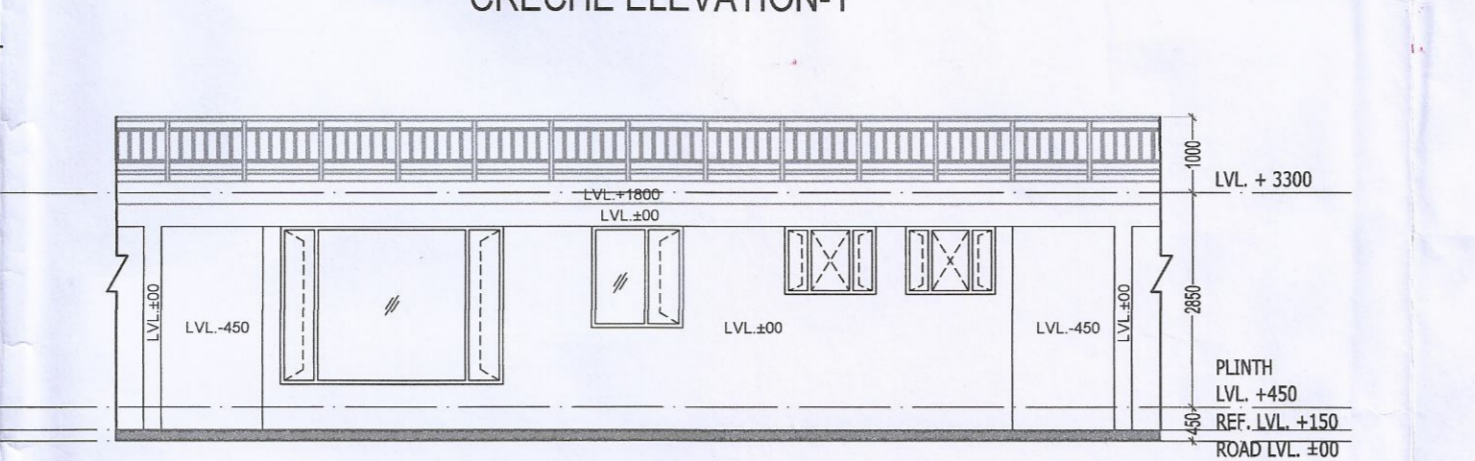 CRECHE ELEVATION-1
1000
LVL. + 3300
LVL.+1800
LVL.±00
LVL.±00
LVL.-450
LVL.±00
LVL.-450
LVL.±00
2850
PLINTH
LVL. +450
450
REF. LVL. +150
ROAD LVL. ±00